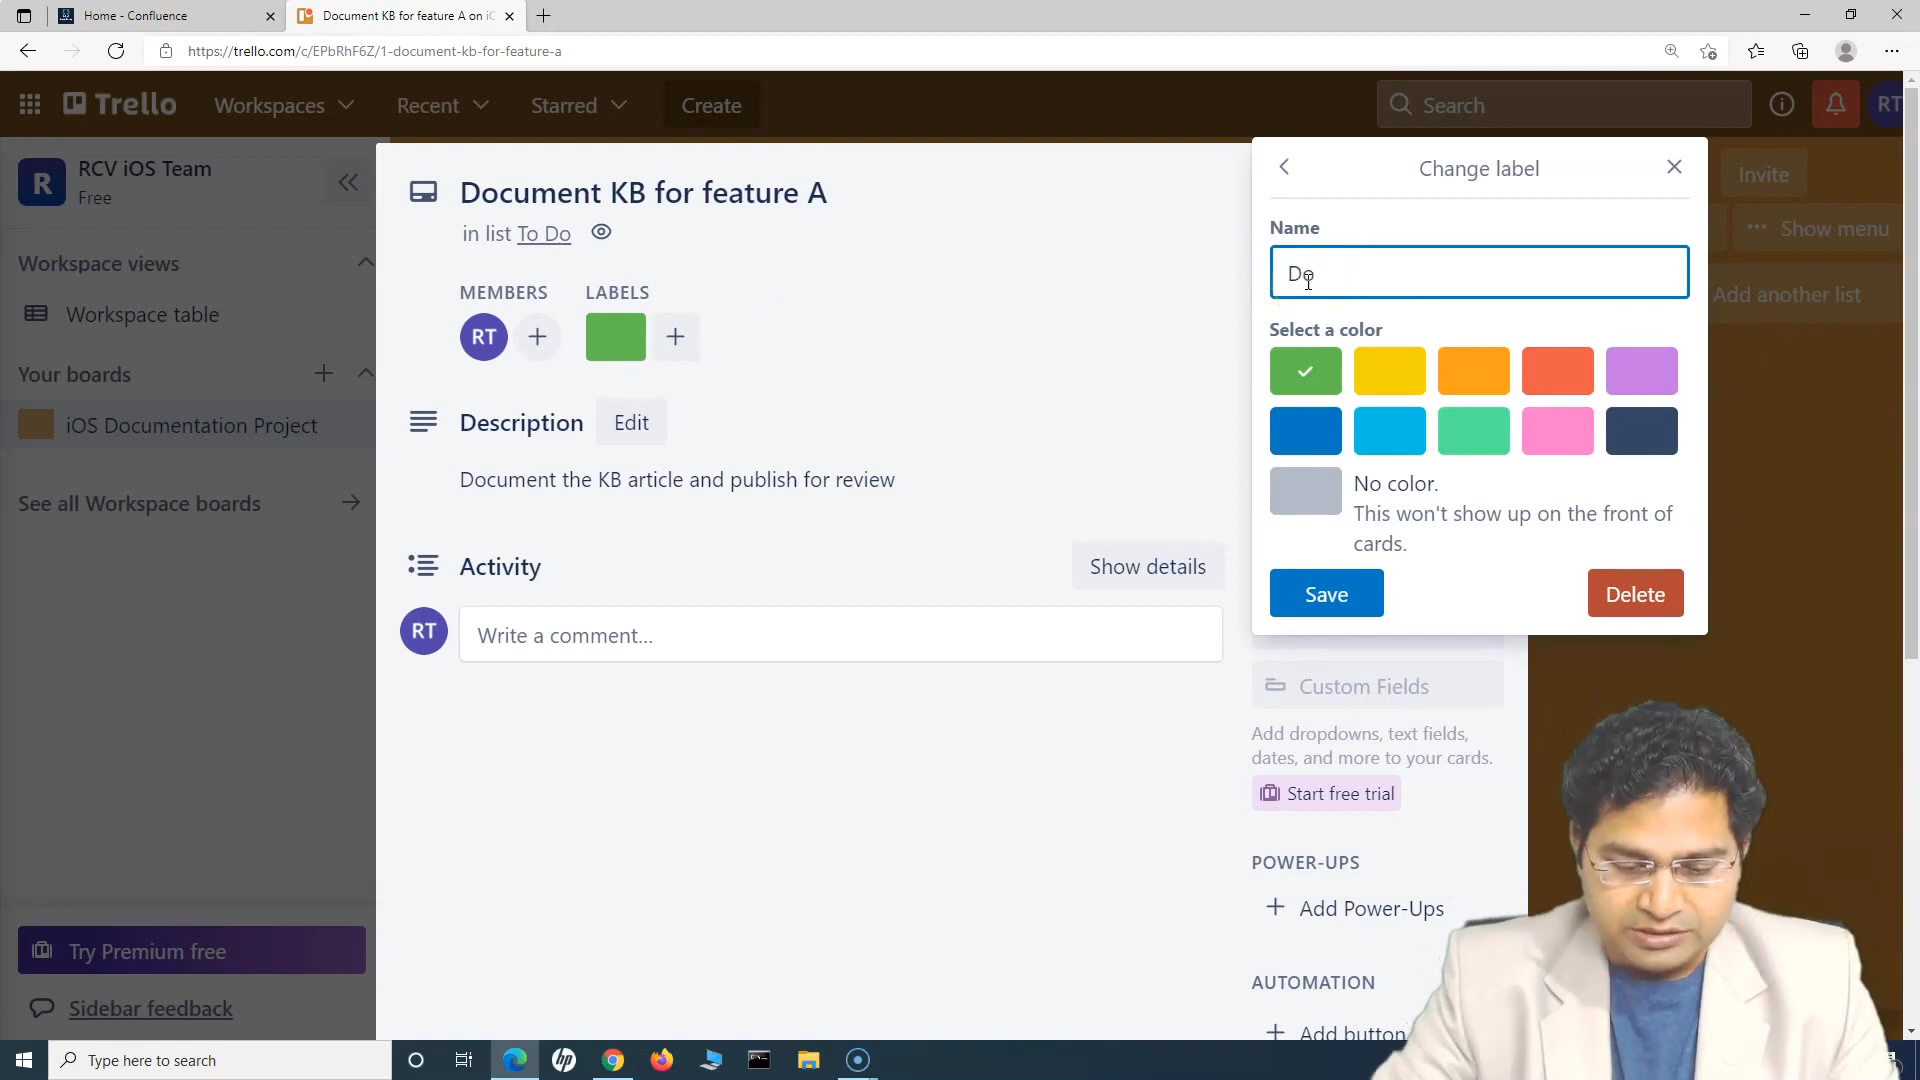 Home - Confluence
Document KB for feature A on iO
https://trello.com/c/EPbRhF6Z/1-document-kb-for-feature-a
Trello
Workspaces
Recent
Starred
Create
Search
RT
R
RCV iOS Team
Free
Workspace views
Workspace table
Your boards
iOS Documentation Project
See all Workspace boards
Try Premium free
Sidebar feedback
Document KB for feature A
in list To Do
MEMBERS
LABELS
RT
Description
Edit
Document the KB article and publish for review
Activity
Show details
RT
Write a comment...
Change label
Name
Do
Select a color
No color.
This won't show up on the front of
cards.
Save
Delete
Invite
Show menu
Add another list
Custom Fields
Add dropdowns, text fields,
dates, and more to your cards.
Start free trial
POWER-UPS
Add Power-Ups
AUTOMATION
Add button
Type here to search
hp